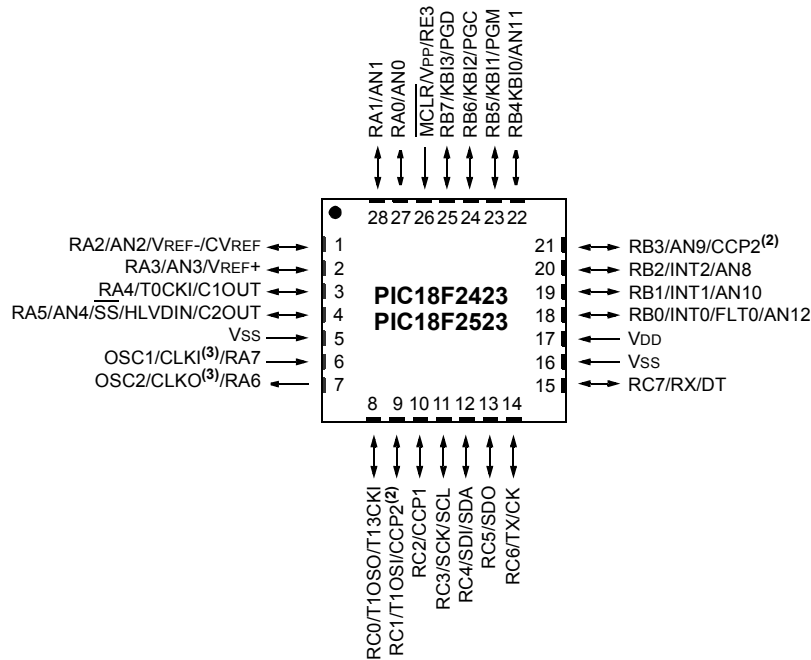 RA1/AN1
RA0/AN0
MCLR/VPP/RE3
RB7/KBI3/PGD
RB6/KBI2/PGC
RB5/KBI1/PGM
RB4KBI0/AN11
28 27 26 25 24 23 22
RA2/AN2/VREF-/CVREF 1
RA3/AN3/VREF+ 2
RA4/T0CKI/C1OUT 3
RA5/AN4/SS/HLVDIN/C2OUT 4
VSS 5
OSC1/CLKI(3)/RA7 6
OSC2/CLKO(3)/RA6 7
PIC18F2423
PIC18F2523
21 RB3/AN9/CCP2(2)
20 RB2/INT2/AN8
19 RB1/INT1/AN10
18 RB0/INT0/FLT0/AN12
17 VDD
16 VSS
15 RC7/RX/DT
8 9 10 11 12 13 14
RC0/T1OSO/T13CKI
RC1/T1OSI/CCP2(2)
RC2/CCP1
RC3/SCK/SCL
RC4/SDI/SDA
RC5/SDO
RC6/TX/CK